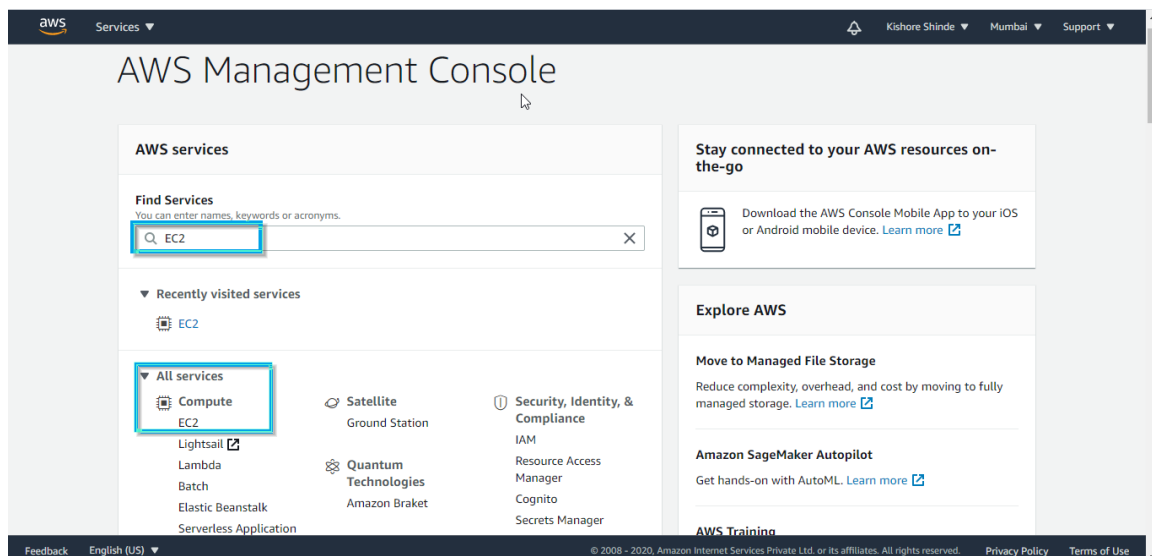 aws
Services ▼
Kishore Shinde ▼
Mumbai ▼
Support ▼
AWS Management Console
AWS services
Find Services
You can enter names, keywords or acronyms.
EC2
▼ Recently visited services
EC2
▼ All services
Compute
EC2
Lightsail
Lambda
Batch
Elastic Beanstalk
Serverless Application
Satellite
Ground Station
Quantum
Technologies
Amazon Braket
Security, Identity, &
Compliance
IAM
Resource Access
Manager
Cognito
Secrets Manager
Stay connected to your AWS resources on-
the-go
Download the AWS Console Mobile App to your iOS
or Android mobile device. Learn more
Explore AWS
Move to Managed File Storage
Reduce complexity, overhead, and cost by moving to fully
managed storage. Learn more
Amazon SageMaker Autopilot
Get hands-on with AutoML. Learn more
AWS Training
Feedback
English (US) ▼
© 2008 - 2020, Amazon Internet Services Private Ltd. or its affiliates. All rights reserved.
Privacy Policy
Terms of Use